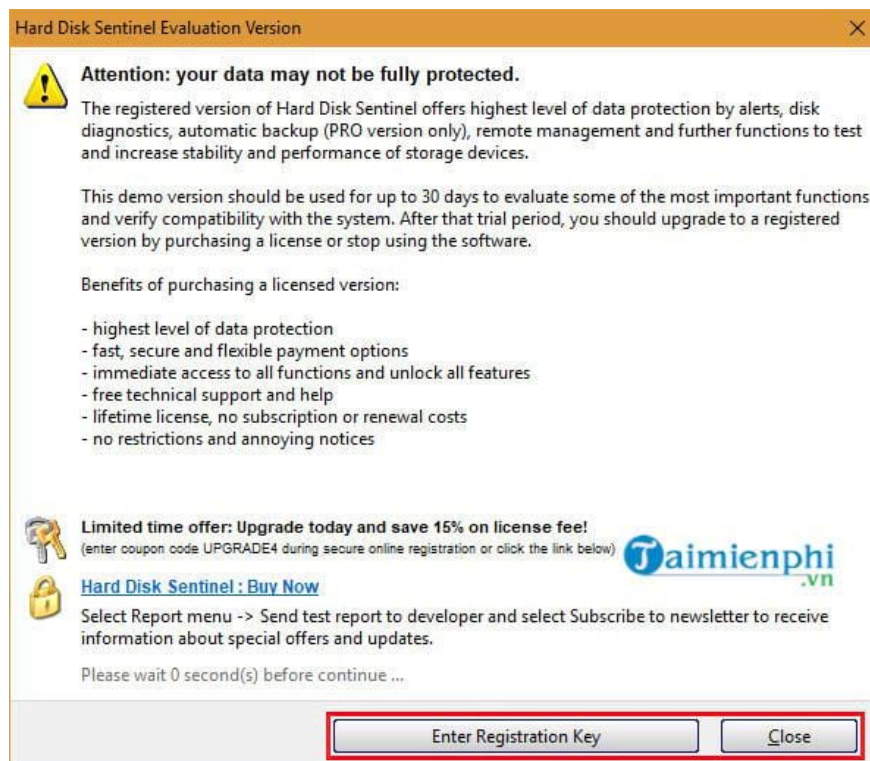 Hard Disk Sentinel Evaluation Version
Attention: your data may not be fully protected.
The registered version of Hard Disk Sentinel offers highest level of data protection by alerts, disk
diagnostics, automatic backup (PRO version only), remote management and further functions to test
and increase stability and performance of storage devices.
This demo version should be used for up to 30 days to evaluate some of the most important functions
and verify compatibility with the system. After that trial period, you should upgrade to a registered
version by purchasing a license or stop using the software.
Benefits of purchasing a licensed version:
- highest level of data protection
- fast, secure and flexible payment options
- immediate access to all functions and unlock all features
- free technical support and help
- lifetime license, no subscription or renewal costs
- no restrictions and annoying notices
Limited time offer: Upgrade today and save 15% on license fee!
(enter coupon code UPGRADE4 during secure online registration or click the link below)
Taimienphi
.vn
Hard Disk Sentinel : Buy Now
Select Report menu -> Send test report to developer and select Subscribe to newsletter to receive
information about special offers and updates.
Please wait 0 second(s) before continue ...
Enter Registration Key
Close